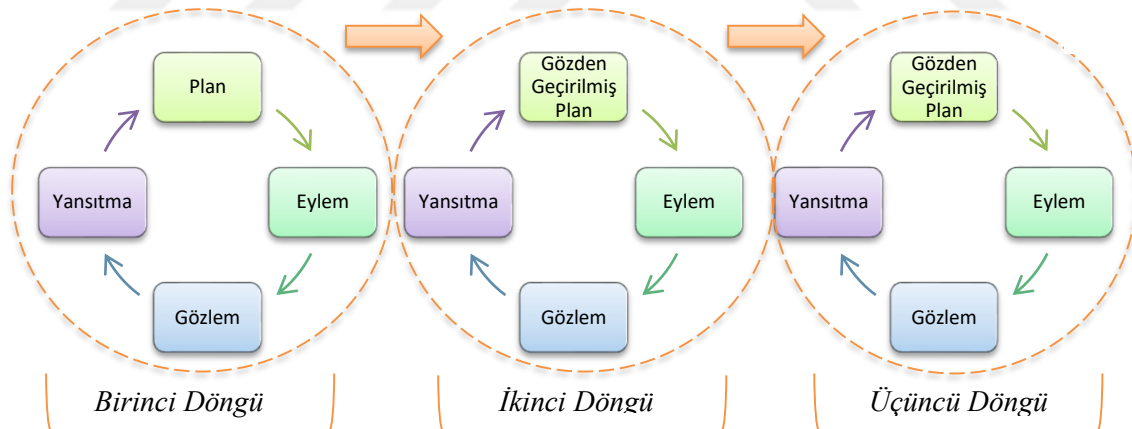 Plan
Yansıtma
Eylem
Gözlem
Birinci Döngü
Gözden
Geçirilmiş
Plan
Yansıtma
Eylem
Gözlem
İkinci Döngü
Gözden
Geçirilmiş
Plan
Yansıtma
Eylem
Gözlem
Üçüncü Döngü